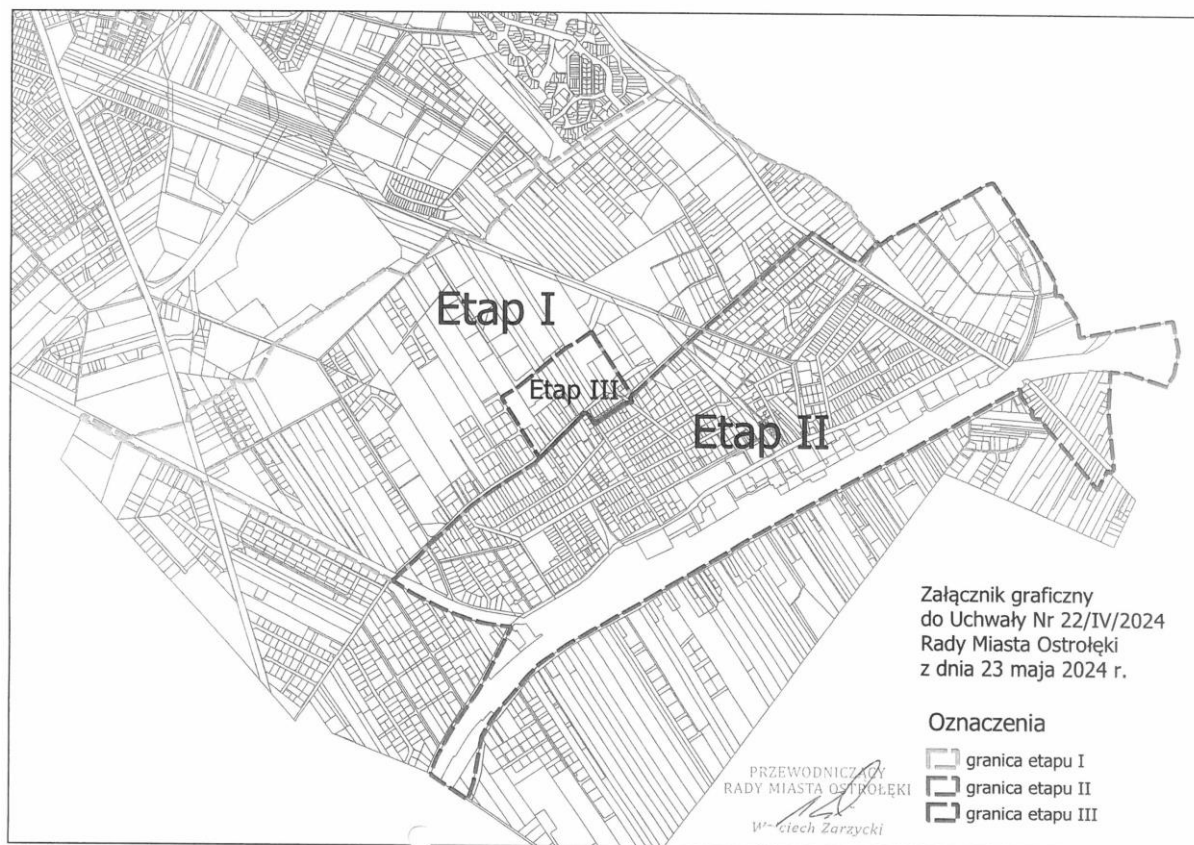 Etap I
Etap III
Etap II
Załącznik graficzny
do Uchwały Nr 22/IV/2024
Rady Miasta Ostrołęki
z dnia 23 maja 2024 r.
Oznaczenia
granica etapu I
granica etapu II
granica etapu III
PRZEWODNICZĄCY
RADY MIASTA OSTROŁĘKI
Wojciech Zarzycki